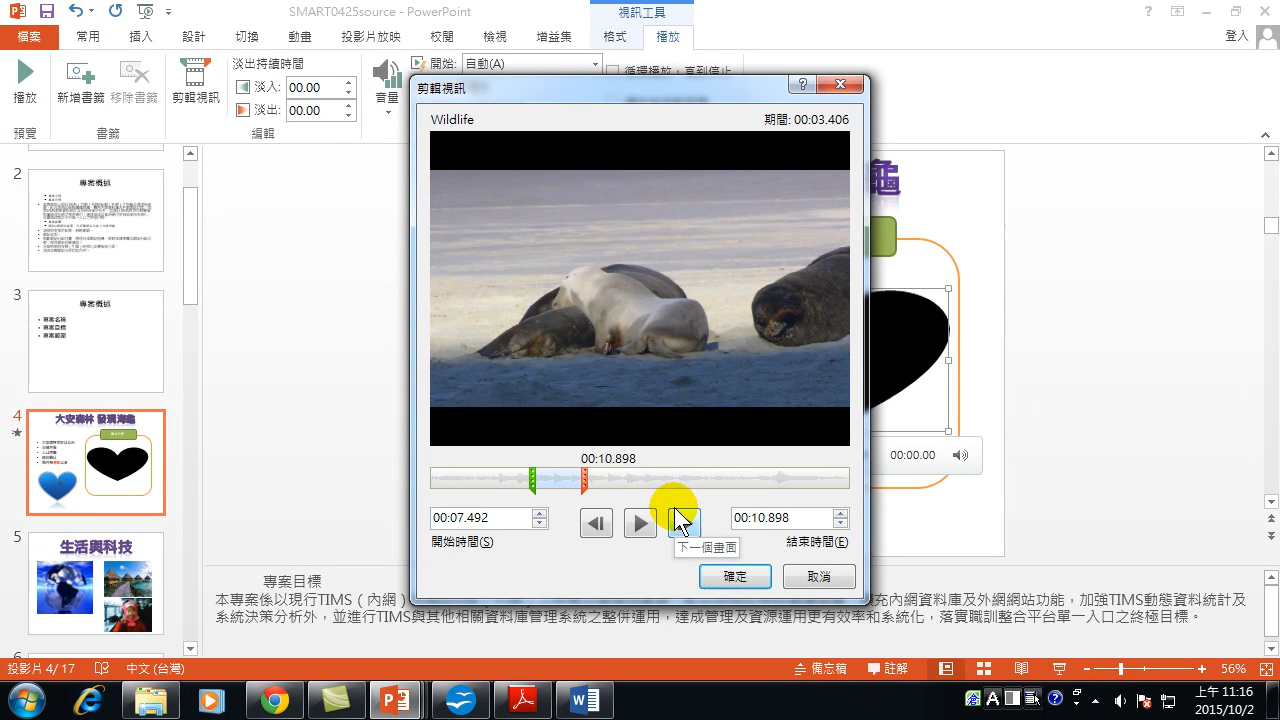 SMART0425source - PowerPoint
視訊工具
檔案
常用
插入
設計
切換
動畫
投影片放映
校閱
檢視
增益集
格式
播放
登入
播放
新增書籤
移除書籤
剪輯視訊
淡出持續時間
淡入: 00.00
淡出: 00.00
音量
開始: 自動(A)
循環播放，直到停止
預覽
書籤
編輯
剪輯視訊
Wildlife
期間: 00:03.406
00:10.898
00:07.492
00:10.898
開始時間(S)
結束時間(E)
下一個畫面
確定
取消
龜
00:00.00
2
專案概述
3
專案概述
專案名稱
專案目標
專案範圍
4
大安森林 發現海龜
5
生活與科技
6
專案目標
本專案係以現行TIMS（內網）
充內網資料庫及外網網站功能，加強TIMS動態資料統計及
系統決策分析外，並進行TIMS與其他相關資料庫管理系統之整併運用，達成管理及資源運用更有效率和系統化，落實職訓整合平台單一入口之終極目標。
投影片 4/17
中文 (台灣)
備忘稿
註解
56%
上午 11:16
2015/10/2